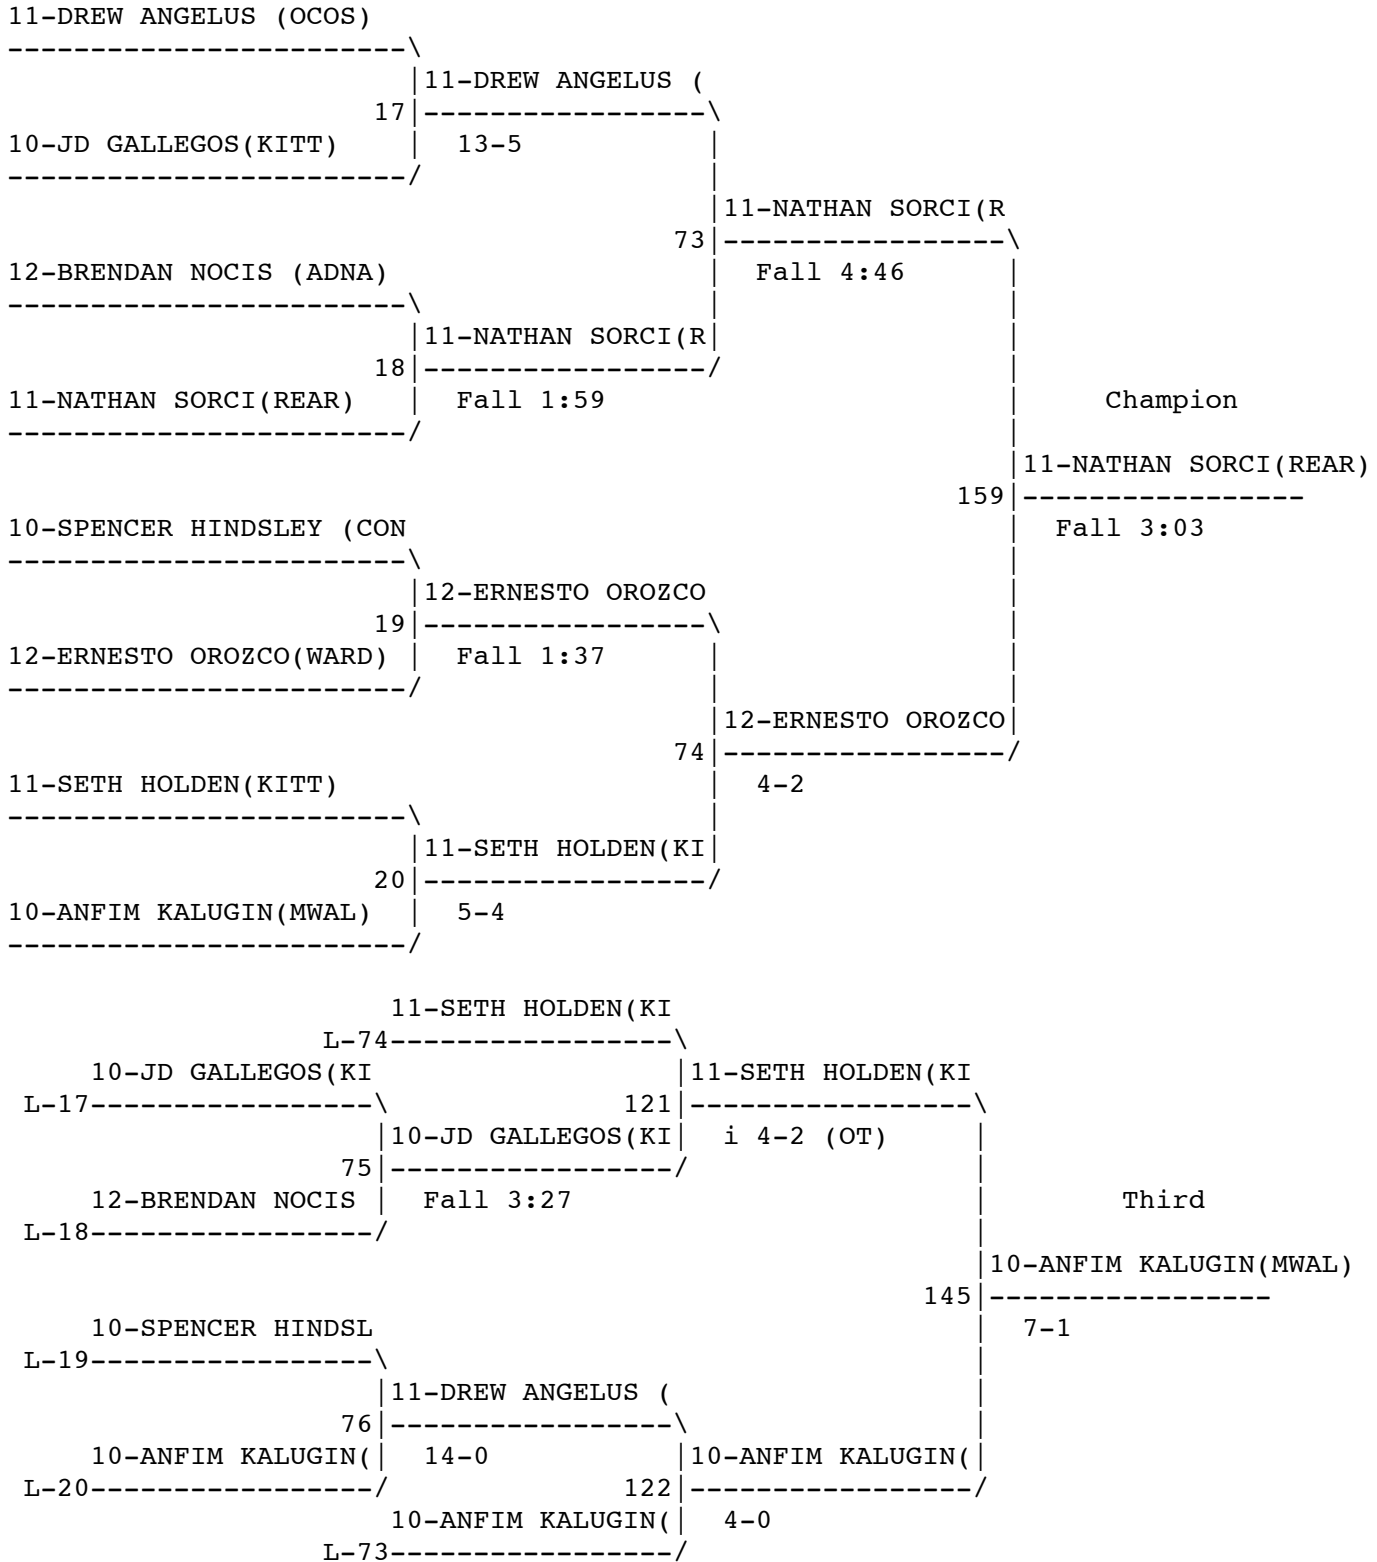 11-DREW ANGELUS (OCOS)
11-DREW ANGELUS (
17
10-JD GALLEGOS(KITT) 13-5
11-NATHAN SORCI(R
73
12-BRENDAN NOCIS (ADNA) Fall 4:46
11-NATHAN SORCI(R
18
11-NATHAN SORCI(REAR) Fall 1:59 Champion
11-NATHAN SORCI(REAR)
159
10-SPENCER HINDSLEY (CON Fall 3:03
12-ERNESTO OROZCO
19
12-ERNESTO OROZCO(WARD) Fall 1:37
12-ERNESTO OROZCO
74
11-SETH HOLDEN(KITT) 4-2
11-SETH HOLDEN(KI
20
10-ANFIM KALUGIN(MWAL) 5-4
11-SETH HOLDEN(KI
L-74
10-JD GALLEGOS(KI 11-SETH HOLDEN(KI
L-17 121
10-JD GALLEGOS(KI i 4-2 (OT)
75
12-BRENDAN NOCIS Fall 3:27 Third
L-18
10-ANFIM KALUGIN(MWAL)
145
10-SPENCER HINDSL 7-1
L-19
11-DREW ANGELUS (
76
10-ANFIM KALUGIN( 14-0 10-ANFIM KALUGIN(
L-20 122
10-ANFIM KALUGIN( 4-0
L-73